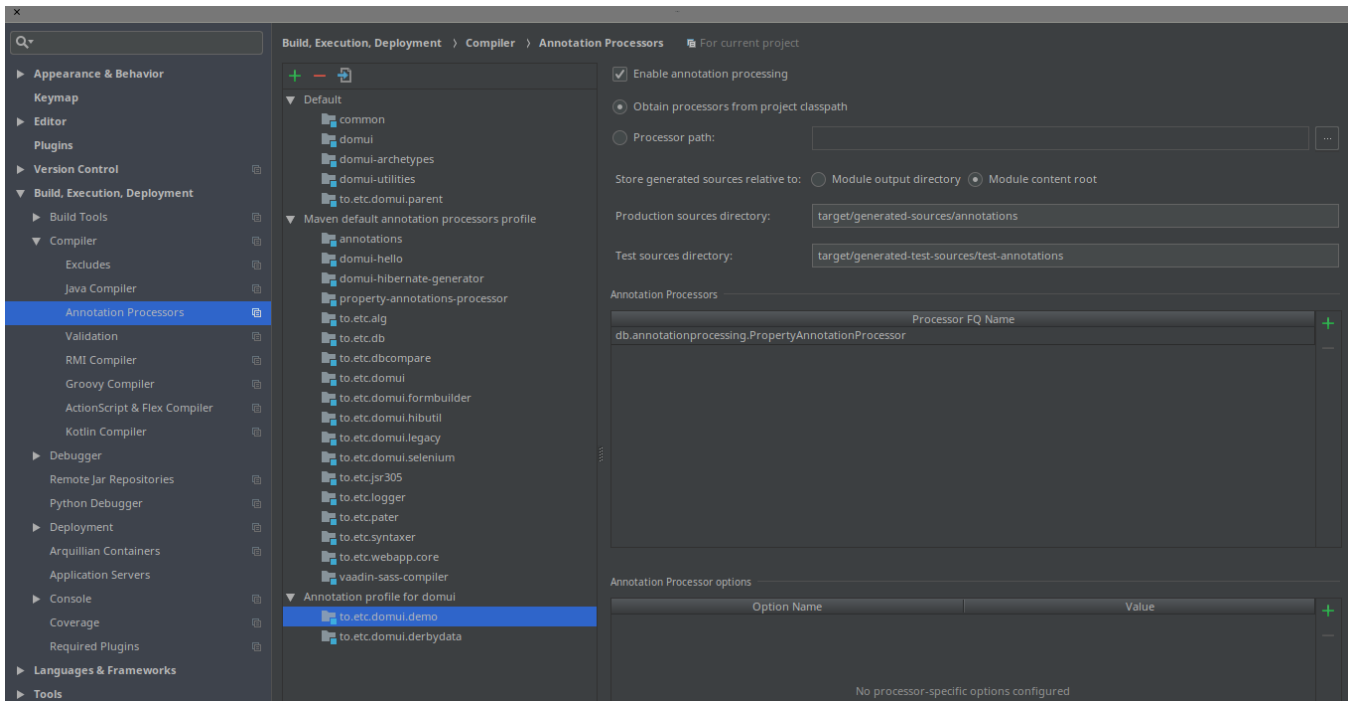 Build, Execution, Deployment › Compiler › Annotation Processors For current project
Appearance & Behavior
Keymap
Editor
Plugins
Version Control
Build, Execution, Deployment
Build Tools
Compiler
Excludes
Java Compiler
Annotation Processors
Validation
RMI Compiler
Groovy Compiler
ActionScript & Flex Compiler
Kotlin Compiler
Debugger
Remote Jar Repositories
Python Debugger
Deployment
Arquillian Containers
Application Servers
Console
Coverage
Required Plugins
Languages & Frameworks
Tools
Default
common
domui
domui-archetypes
domui-utilities
to.etc.domui.parent
Maven default annotation processors profile
annotations
domui-hello
domui-hibernate-generator
property-annotations-processor
to.etc.alg
to.etc.db
to.etc.dbcompare
to.etc.domui
to.etc.domui.formbuilder
to.etc.domui.hibutil
to.etc.domui.legacy
to.etc.domui.selenium
to.etc.jsr305
to.etc.logger
to.etc.pater
to.etc.syntaxer
to.etc.webapp.core
vaadin-sass-compiler
Annotation profile for domui
to.etc.domui.demo
to.etc.domui.derbydata
Enable annotation processing
Obtain processors from project classpath
Processor path: ...
Store generated sources relative to: Module output directory Module content root
Production sources directory: target/generated-sources/annotations
Test sources directory: target/generated-test-sources/test-annotations
Annotation Processors
Processor FQ Name
db.annotationprocessing.PropertyAnnotationProcessor
Annotation Processor options
Option Name Value
No processor-specific options configured